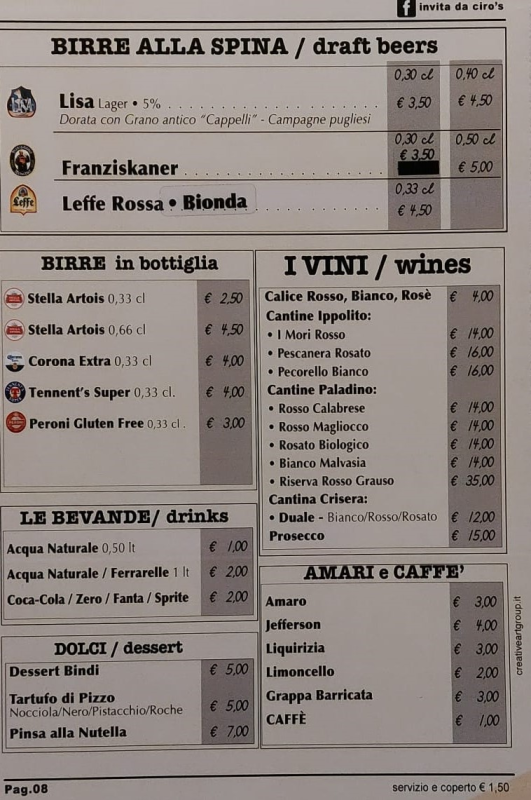 invita da ciro's
BIRRE ALLA SPINA / draft beers
0,30 cl 0,40 cl
Lisa Lager • 5% € 3,50 € 4,50
Dorata con Grano antico "Cappelli" - Campagne pugliesi
0,30 cl 0,50 cl
Franziskaner € 3,50 € 5,00
0,33 cl
Leffe Rossa • Bionda € 4,50
BIRRE in bottiglia
Stella Artois 0,33 cl € 2,50
Stella Artois 0,66 cl € 4,50
Corona Extra 0,33 cl € 4,00
Tennent's Super 0,33 cl. € 4,00
Peroni Gluten Free 0,33 cl. € 3,00
I VINI / wines
Calice Rosso, Bianco, Rosè € 4,00
Cantine Ippolito:
• I Mori Rosso € 14,00
• Pescanera Rosato € 16,00
• Pecorello Bianco € 16,00
Cantine Paladino:
• Rosso Calabrese € 14,00
• Rosso Magliocco € 14,00
• Rosato Biologico € 14,00
• Bianco Malvasia € 14,00
• Riserva Rosso Grauso € 35,00
Cantina Crisera:
• Duale - Bianco/Rosso/Rosato € 12,00
Prosecco € 15,00
LE BEVANDE/ drinks
Acqua Naturale 0,50 lt € 1,00
Acqua Naturale / Ferrarelle 1 lt € 2,00
Coca-Cola / Zero / Fanta / Sprite € 2,00
DOLCI / dessert
Dessert Bindi € 5,00
Tartufo di Pizzo € 5,00
Nocciola/Nero/Pistacchio/Roche
Pinsa alla Nutella € 7,00
AMARI e CAFFE'
Amaro € 3,00
Jefferson € 4,00
Liquirizia € 3,00
Limoncello € 2,00
Grappa Barricata € 3,00
CAFFÈ € 1,00
creativeartgroup.it
Pag.08
servizio e coperto € 1,50